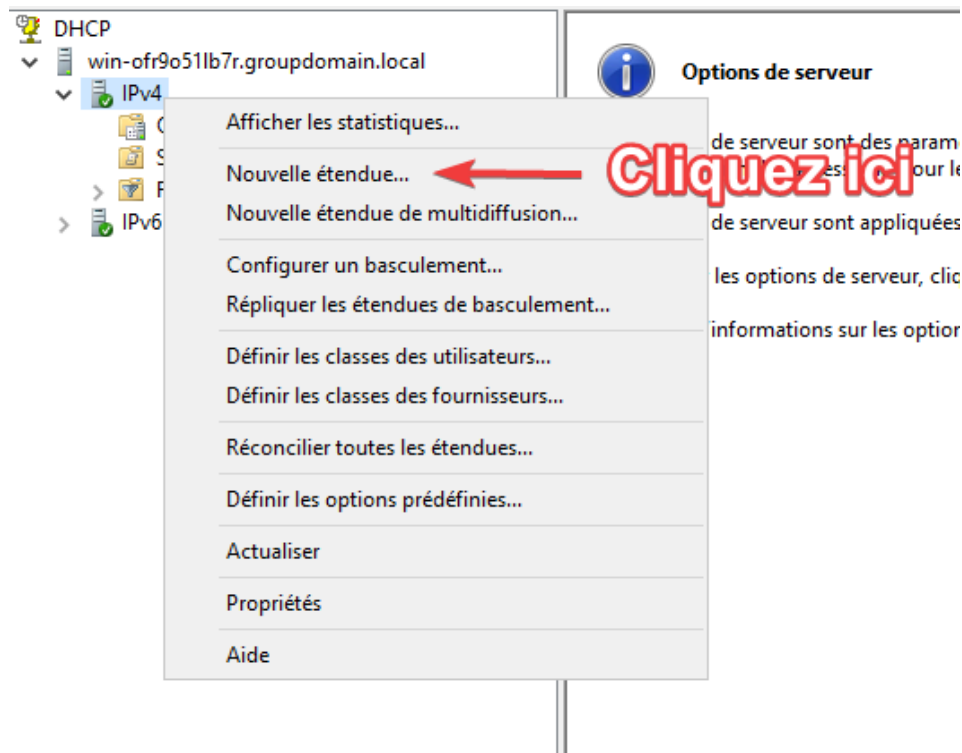 DHCP
win-ofr9o51lb7r.groupdomain.local
IPv4
IPv6
Afficher les statistiques...
Nouvelle étendue...
Nouvelle étendue de multidiffusion...
Configurer un basculement...
Répliquer les étendues de basculement...
Définir les classes des utilisateurs...
Définir les classes des fournisseurs...
Réconcilier toutes les étendues...
Définir les options prédéfinies...
Actualiser
Propriétés
Aide
Cliquez ici
Options de serveur
de serveur sont des
de serveur sont appliquées
les options de serveur,
informations sur les